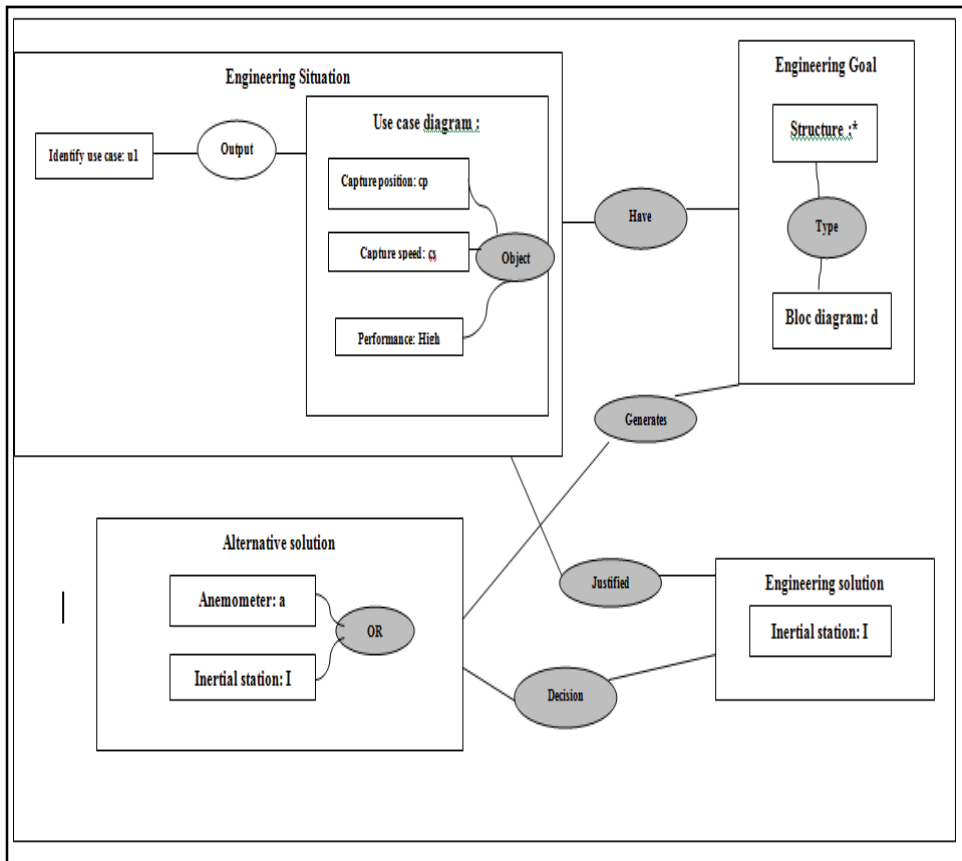 Engineering Situation
Identify use case: u1
Output
Use case diagram :
Capture position: cp
Capture speed: cs
Performance: High
Object
Have
Engineering Goal
Structure :*
Type
Bloc diagram: d
Generates
Alternative solution
Anemometer: a
Inertial station: I
OR
Justified
Decision
Engineering solution
Inertial station: I